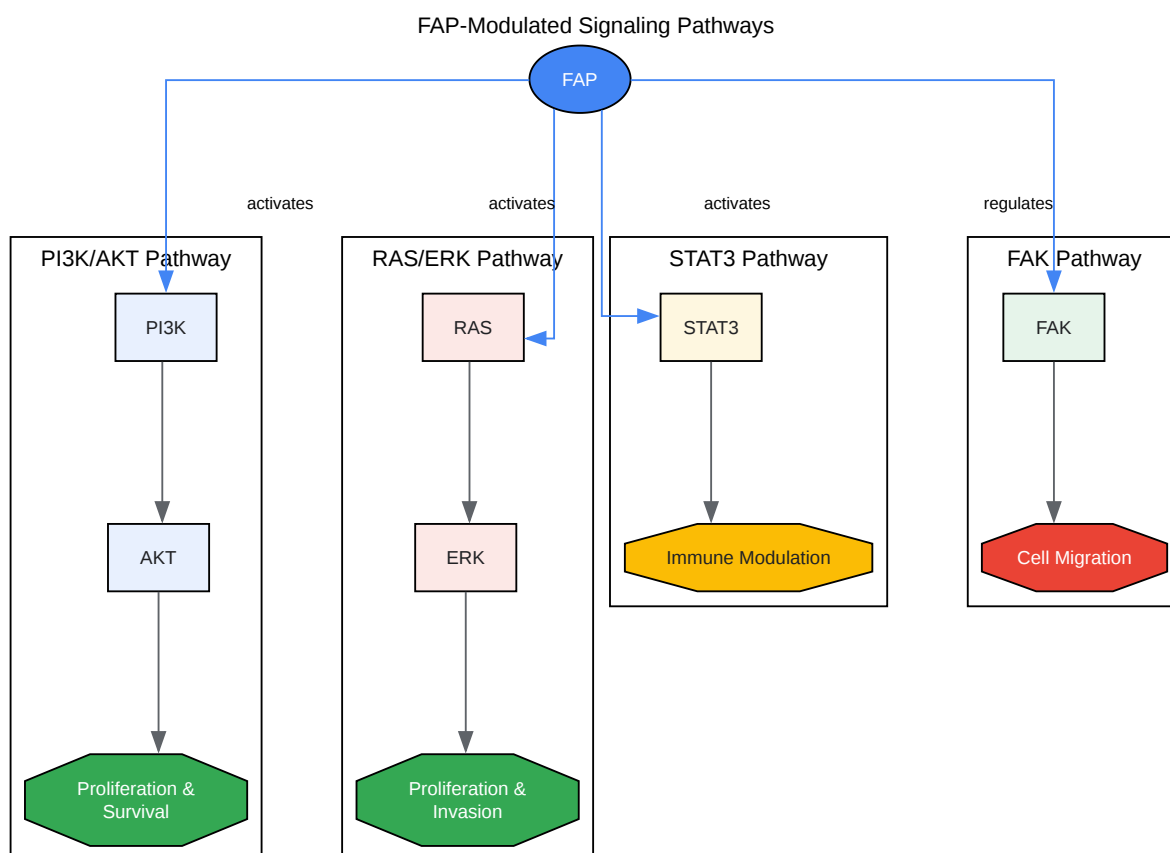 FAP-Modulated Signaling Pathways
FAP
activates
activates
activates
regulates
PI3K/AKT Pathway
RAS/ERK Pathway
STAT3 Pathway
FAK Pathway
PI3K
RAS
STAT3
FAK
AKT
ERK
Immune Modulation
Cell Migration
Proliferation &
Survival
Proliferation &
Invasion